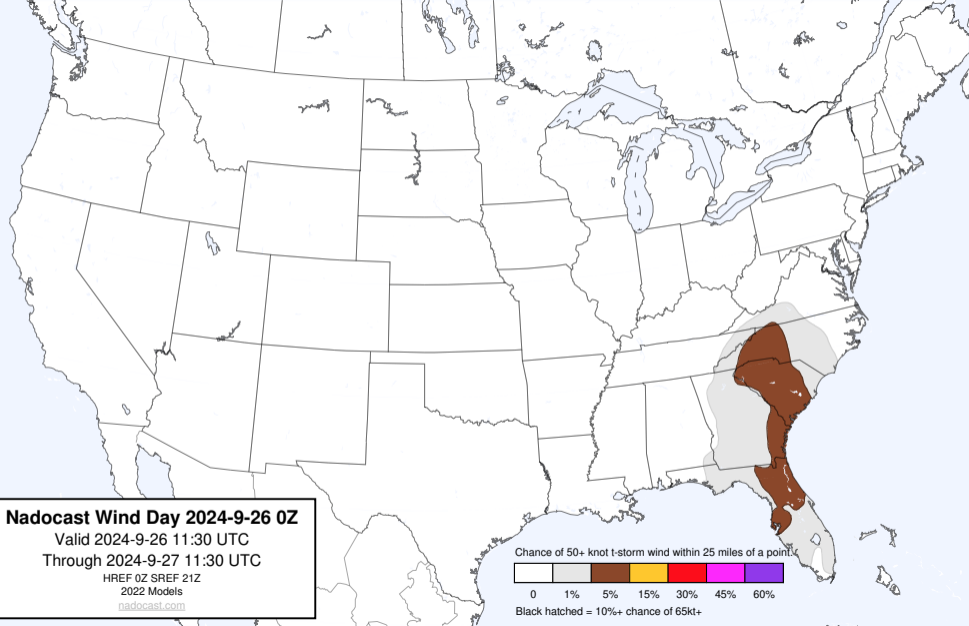 Nadocast Wind Day 2024-9-26 0Z
Valid 2024-9-26 11:30 UTC
Through 2024-9-27 11:30 UTC
HREF 0Z SREF 21Z
2022 Models
nadocast.com
Chance of 50+ knot t-storm wind within 25 miles of a point.
0 1% 5% 15% 30% 45% 60%
Black hatched = 10%+ chance of 65kt+